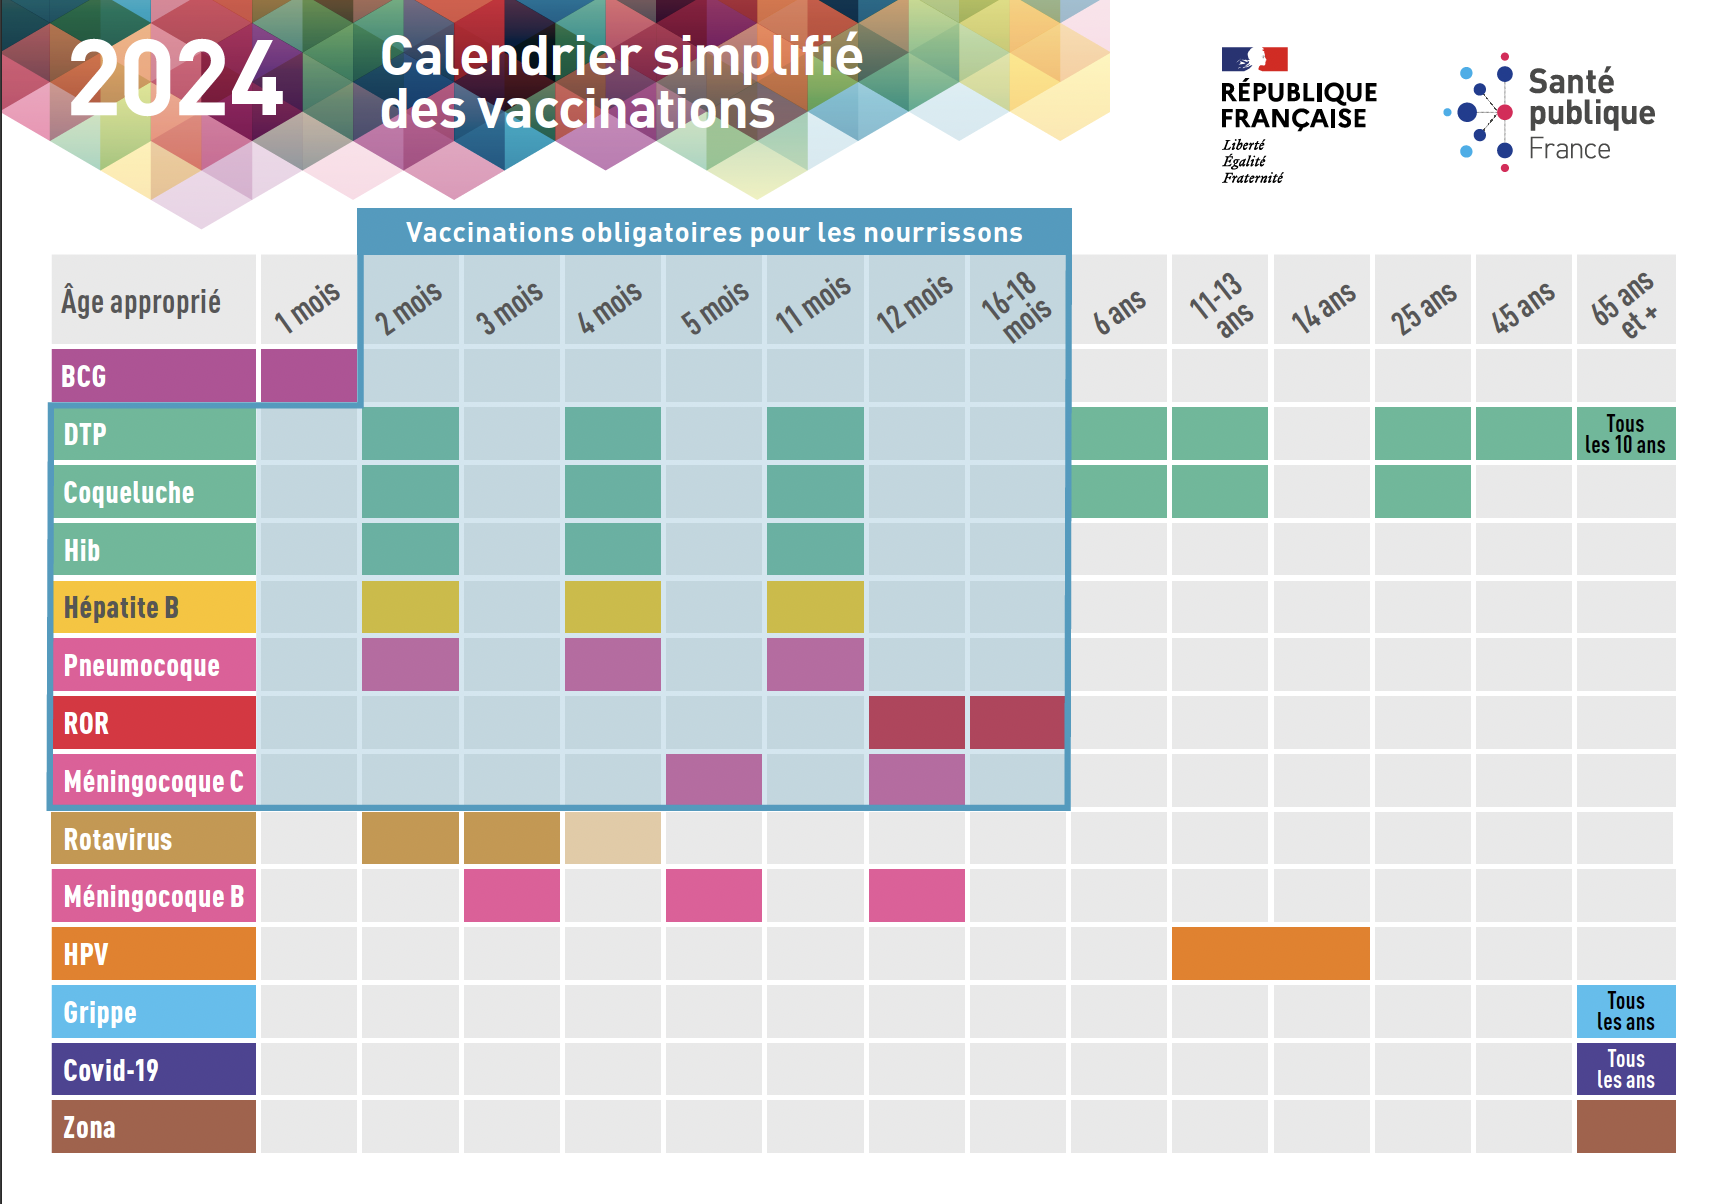 2024
Calendrier simplifié
des vaccinations
RÉPUBLIQUE
FRANÇAISE
Liberté
Égalité
Fraternité
Santé
publique
France
Vaccinations obligatoires pour les nourrissons
Âge approprié
1 mois
2 mois
3 mois
4 mois
5 mois
11 mois
12 mois
16-18
mois
6 ans
11-13
ans
14 ans
25 ans
45 ans
65 ans
et +
BCG
DTP
Tous
les 10 ans
Coqueluche
Hib
Hépatite B
Pneumocoque
ROR
Méningocoque C
Rotavirus
Méningocoque B
HPV
Grippe
Tous
les ans
Covid-19
Tous
les ans
Zona